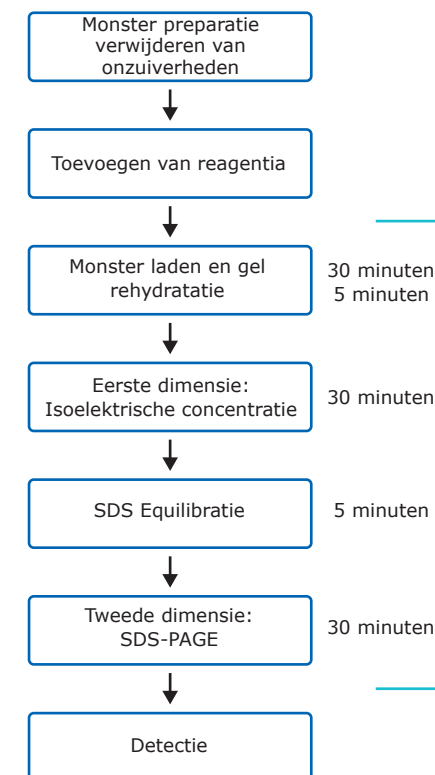 Monster preparatie
verwijderen van
onzuiverheden
Toevoegen van reagentia
Monster laden en gel
rehydratatie
30 minuten
5 minuten
Eerste dimensie:
Isoelektrische concentratie
30 minuten
SDS Equilibratie
5 minuten
Tweede dimensie:
SDS-PAGE
30 minuten
Detectie